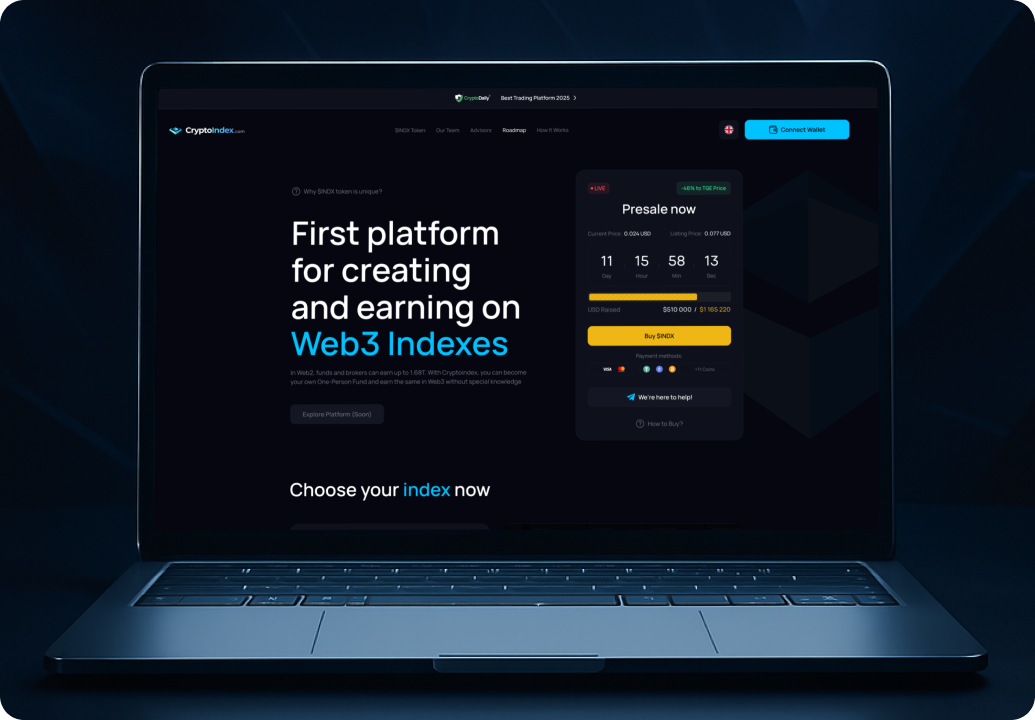 CryptoDaily Best Trading Platform 2025
CryptoIndex.com
$INDX Token Our Team Advisors Roadmap How It Works
Connect Wallet
Why $INDX token is unique?
First platform
for creating
and earning on
Web3 Indexes
In Web2, funds and brokers can earn up to 1,68T. With Cryptoindex, you can become
your own One-Person Fund and earn the same in Web3 without special knowledge
Explore Platform (Soon)
LIVE
-46% to TGE Price
Presale now
Current Price: 0.024 USD Listing Price: 0.077 USD
11 15 58 13
Day Hour Min Sec
USD Raised $510 000 / $1 165 220
Buy $INDX
Payment methods:
VISA +11 Coins
We're here to help!
How to Buy?
Choose your index now